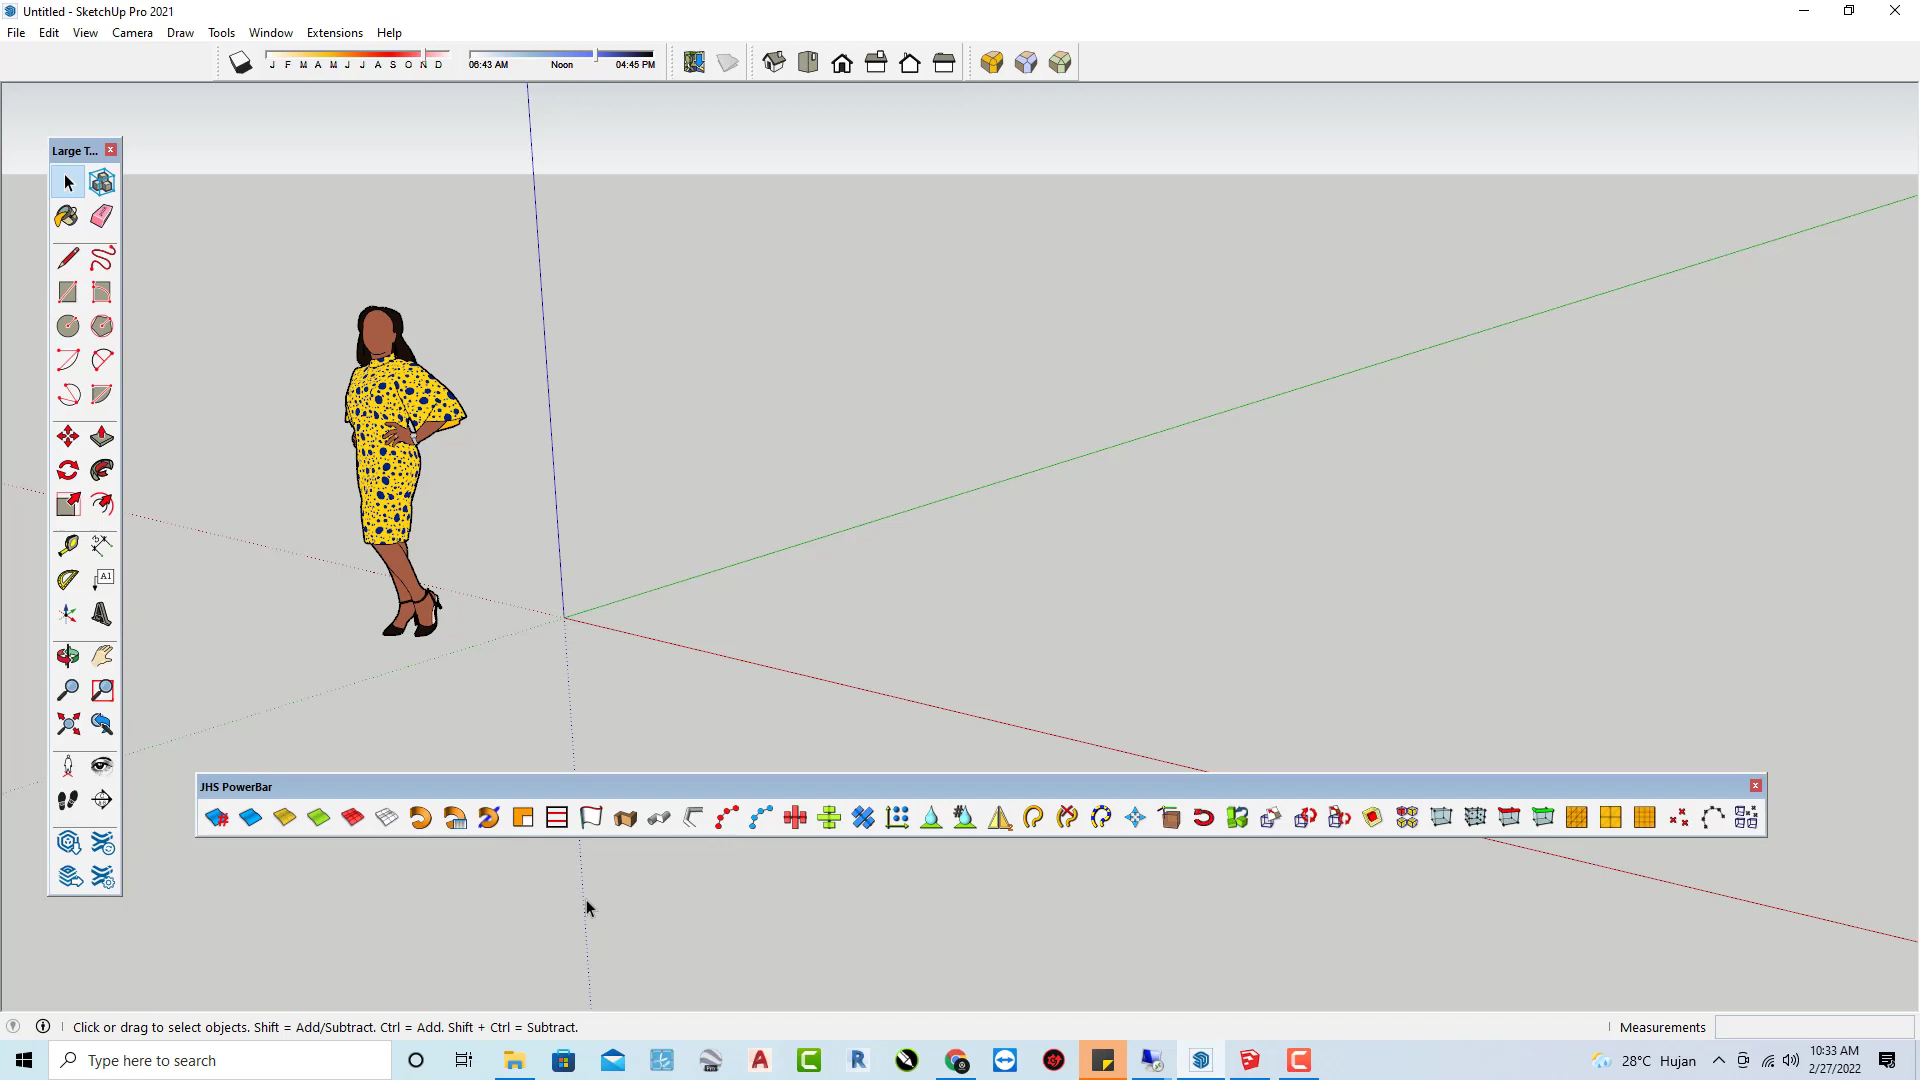 Untitled - SketchUp Pro 2021
File Edit View Camera Draw Tools Window Extensions Help
J F M A M J J A S O N D
06:43 AM Noon 04:45 PM
Large T...
A1
JHS PowerBar
Click or drag to select objects. Shift = Add/Subtract. Ctrl = Add. Shift + Ctrl = Subtract.
Measurements
Type here to search
28°C Hujan
10:33 AM
2/27/2022